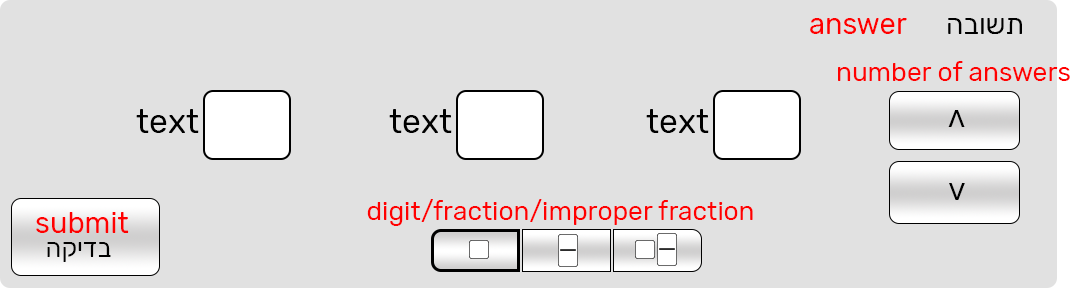 answer תשובה
number of answers
text text text
ʌ
v
digit/fraction/improper fraction
submit
בדיקה